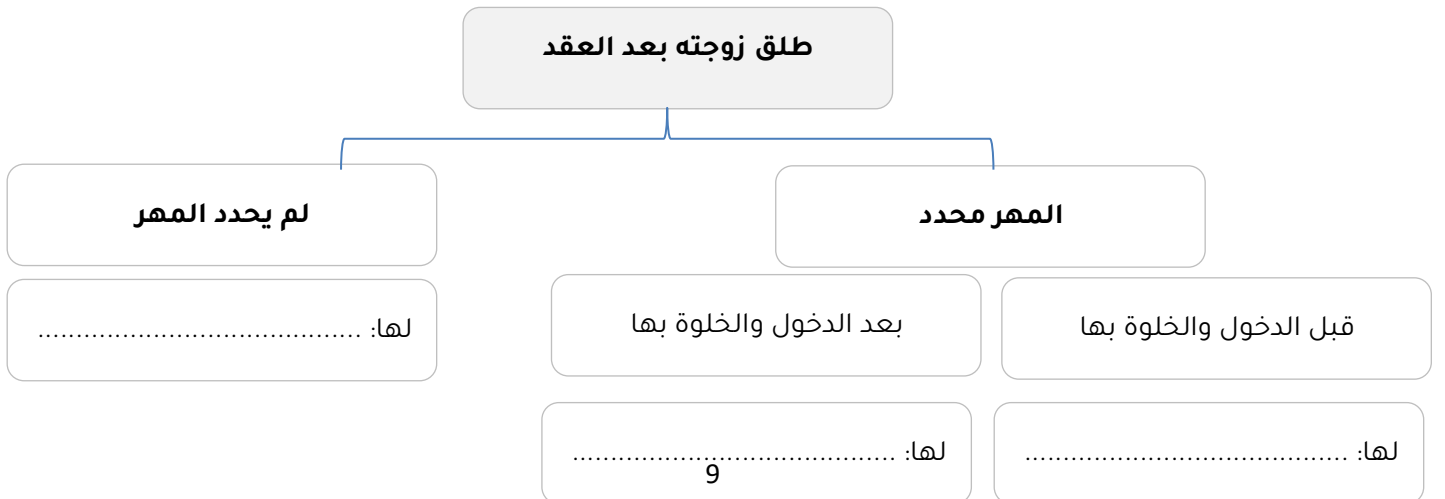 طلق زوجته بعد العقد
المهر محدد
لم يحدد المهر
قبل الدخول والخلوة بها
بعد الدخول والخلوة بها
لها: ..........................................
لها: ..........................................
لها: ..........................................
9